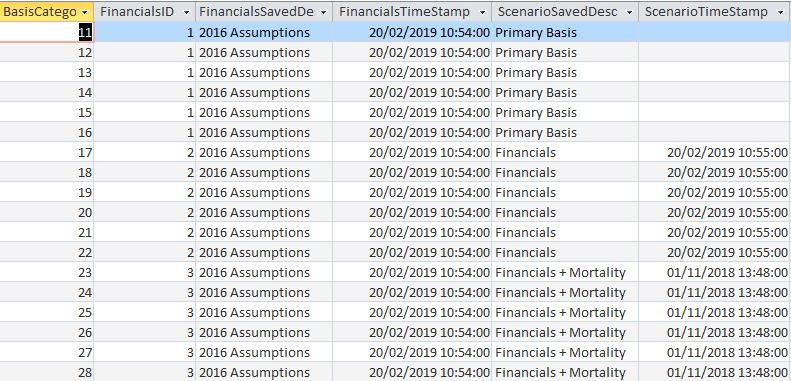 BasisCatego FinancialsID FinancialsSavedDe FinancialsTimeStamp ScenarioSavedDesc ScenarioTimeStamp
11 1 2016 Assumptions 20/02/2019 10:54:00 Primary Basis
12 1 2016 Assumptions 20/02/2019 10:54:00 Primary Basis
13 1 2016 Assumptions 20/02/2019 10:54:00 Primary Basis
14 1 2016 Assumptions 20/02/2019 10:54:00 Primary Basis
15 1 2016 Assumptions 20/02/2019 10:54:00 Primary Basis
16 1 2016 Assumptions 20/02/2019 10:54:00 Primary Basis
17 2 2016 Assumptions 20/02/2019 10:54:00 Financials 20/02/2019 10:55:00
18 2 2016 Assumptions 20/02/2019 10:54:00 Financials 20/02/2019 10:55:00
19 2 2016 Assumptions 20/02/2019 10:54:00 Financials 20/02/2019 10:55:00
20 2 2016 Assumptions 20/02/2019 10:54:00 Financials 20/02/2019 10:55:00
21 2 2016 Assumptions 20/02/2019 10:54:00 Financials 20/02/2019 10:55:00
22 2 2016 Assumptions 20/02/2019 10:54:00 Financials 20/02/2019 10:55:00
23 3 2016 Assumptions 20/02/2019 10:54:00 Financials + Mortality 01/11/2018 13:48:00
24 3 2016 Assumptions 20/02/2019 10:54:00 Financials + Mortality 01/11/2018 13:48:00
25 3 2016 Assumptions 20/02/2019 10:54:00 Financials + Mortality 01/11/2018 13:48:00
26 3 2016 Assumptions 20/02/2019 10:54:00 Financials + Mortality 01/11/2018 13:48:00
27 3 2016 Assumptions 20/02/2019 10:54:00 Financials + Mortality 01/11/2018 13:48:00
28 3 2016 Assumptions 20/02/2019 10:54:00 Financials + Mortality 01/11/2018 13:48:00